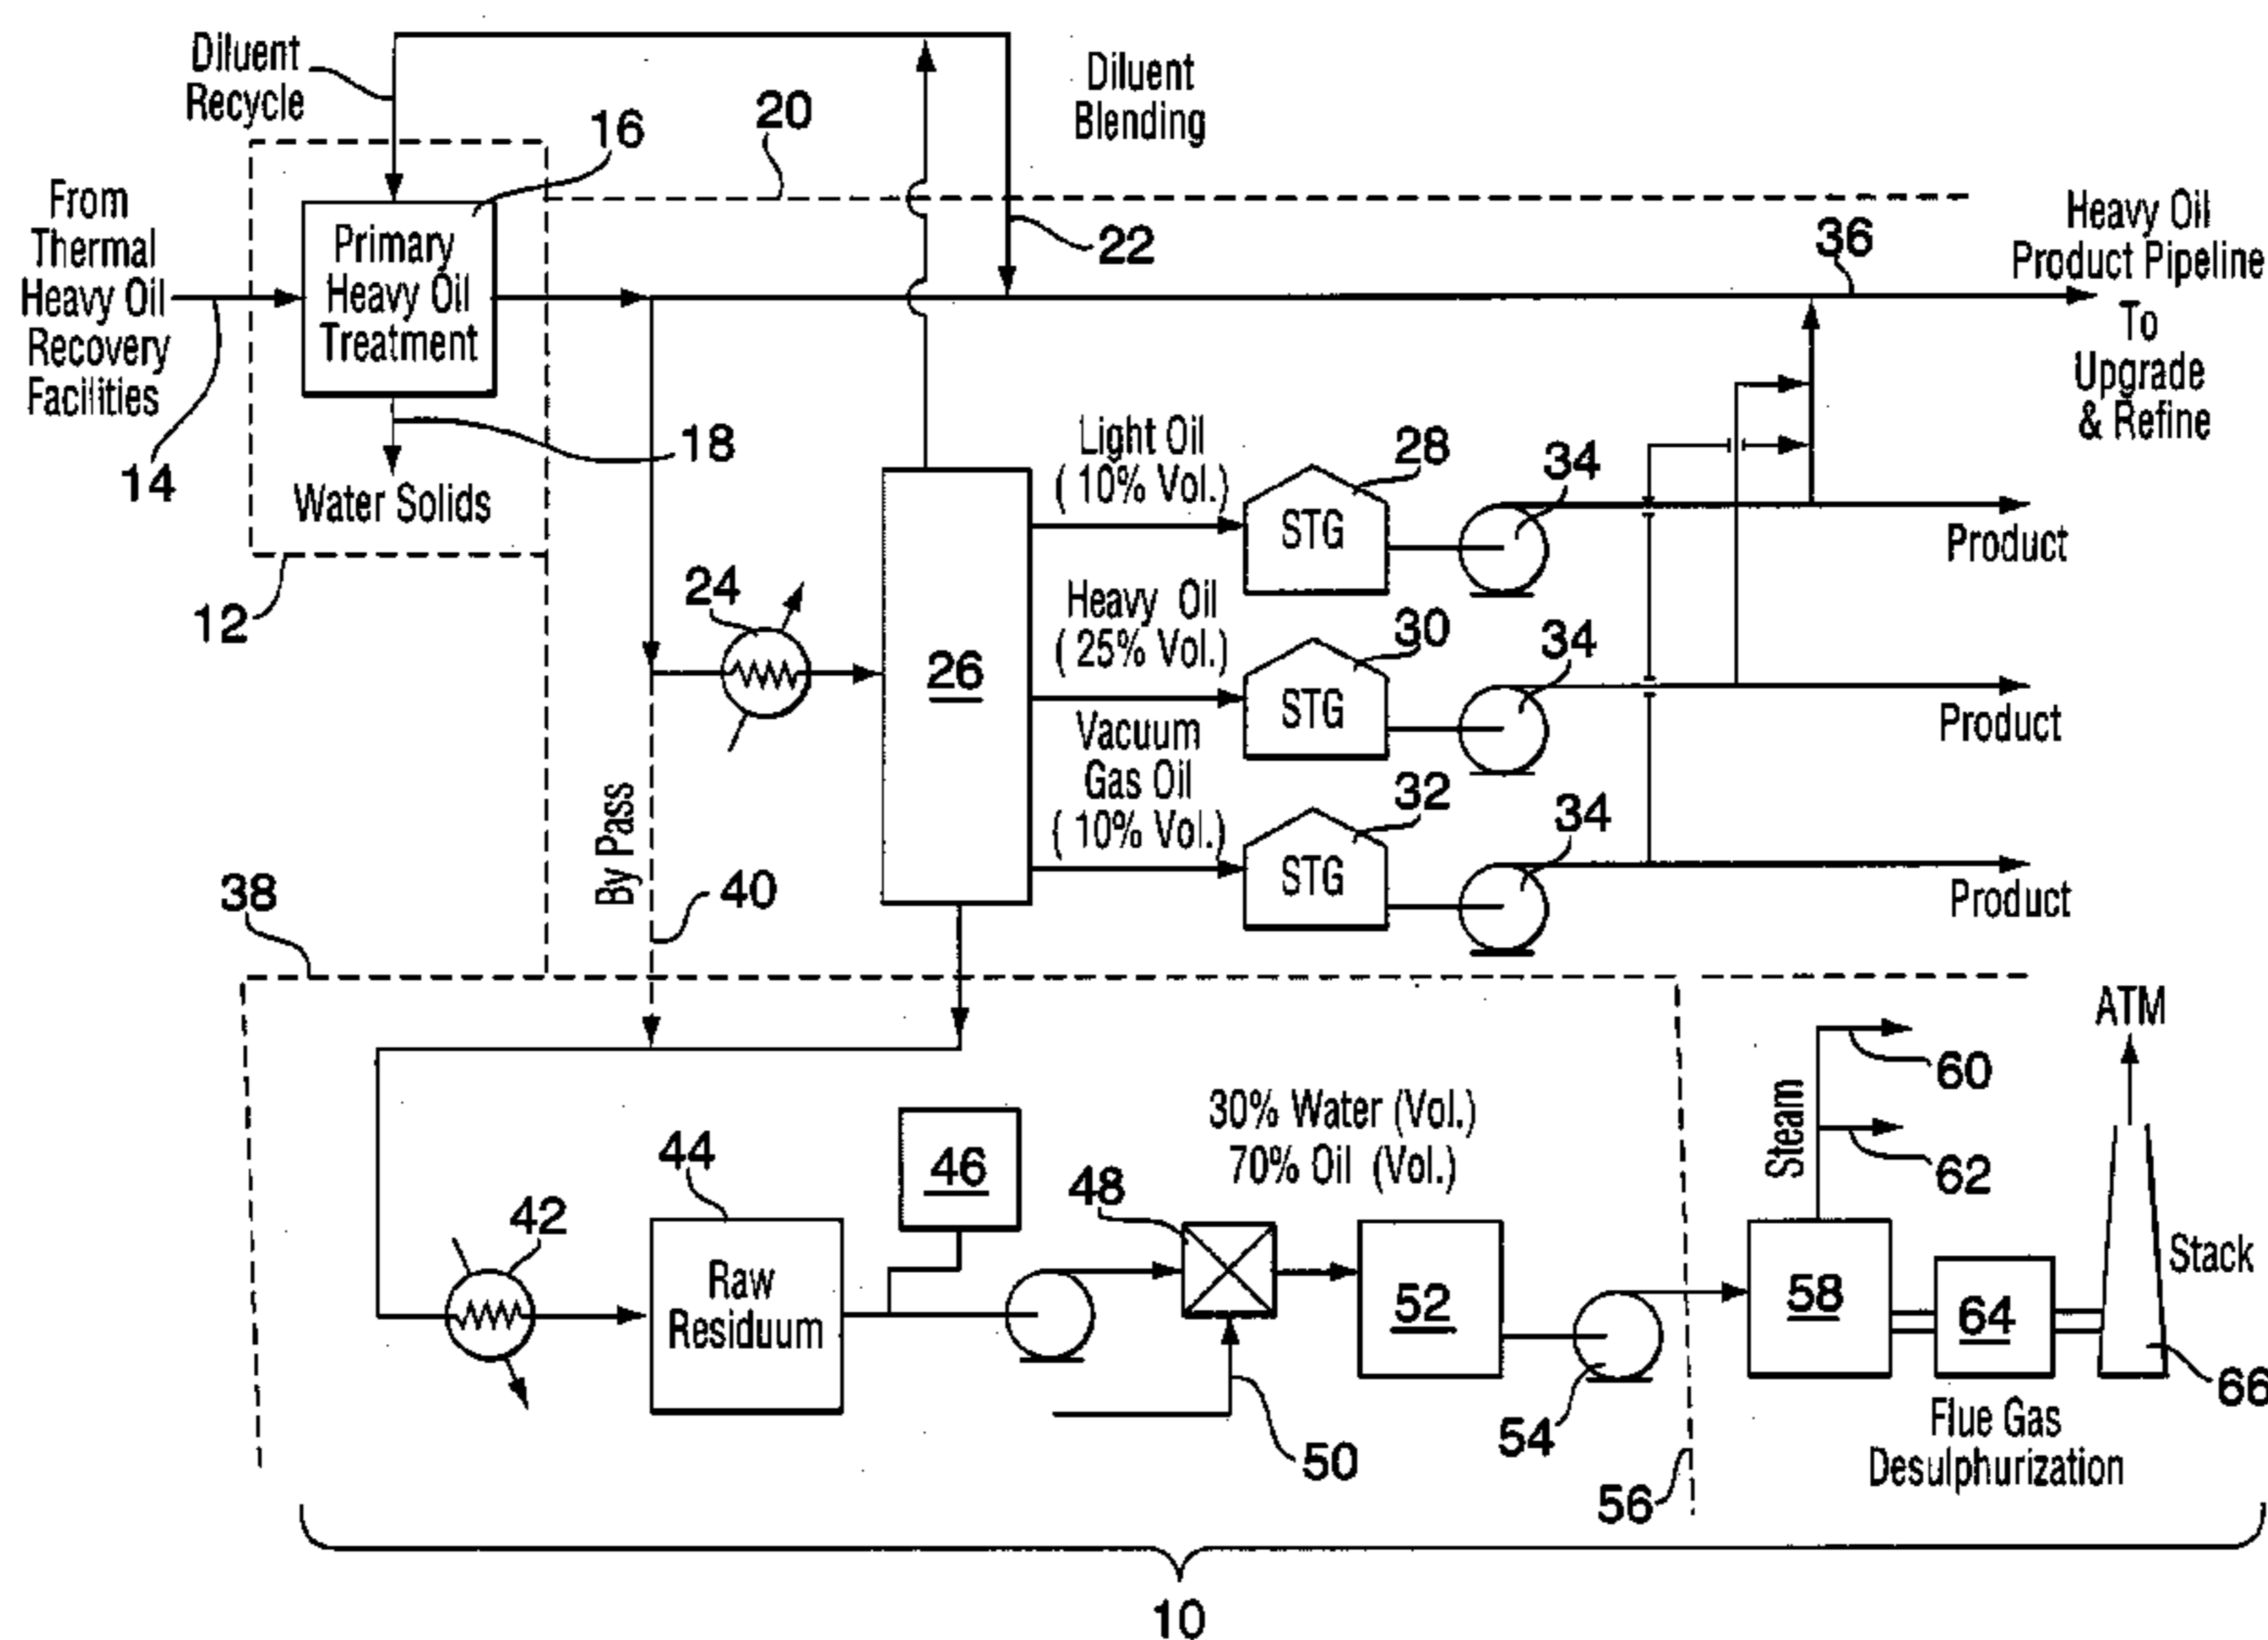 Diluent
Recycle
Diluent
Blending
20
16
From
Thermal
Heavy Oil
Recovery
Facilities
Primary
Heavy Oil
Treatment
22
36
Heavy Oil
Product Pipeline
To
Upgrade
& Refine
14
18
Water Solids
12
Light Oil
( 10% Vol.)
28
STG
34
Product
24
26
Heavy Oil
( 25% Vol.)
30
STG
34
Product
Vacuum
Gas Oil
( 10% Vol.)
32
STG
34
Product
By Pass
40
38
ATM
60
Steam
62
30% Water (Vol.)
70% Oil (Vol.)
42
44
Raw
Residuum
46
48
50
52
54
56
58
64
Stack
66
Flue Gas
Desulphurization
10